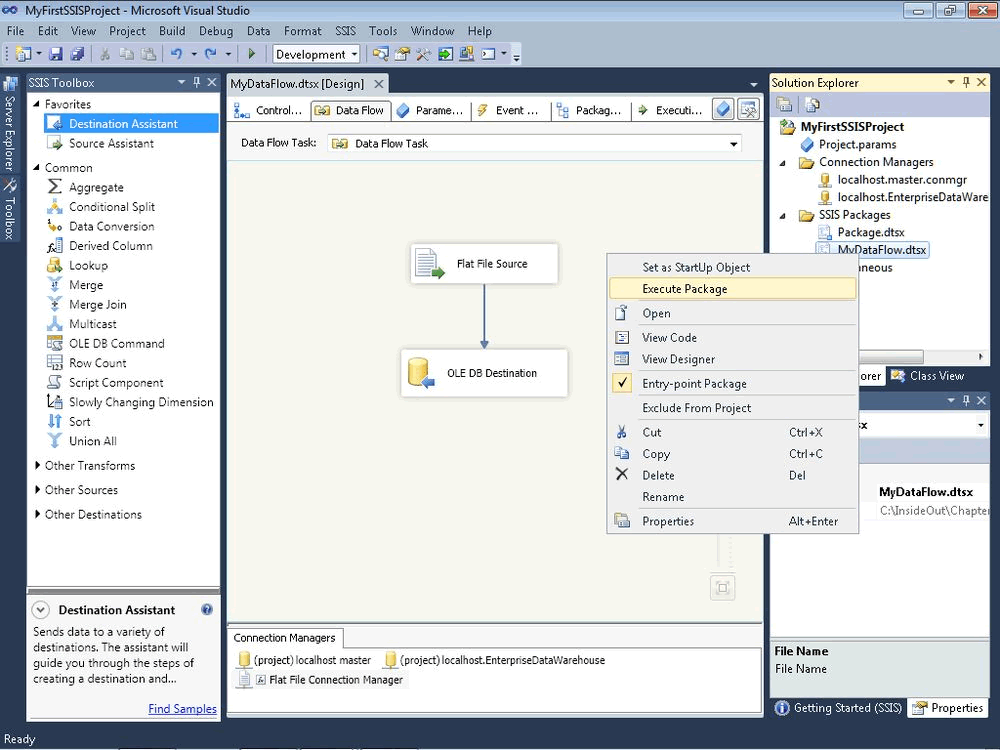 MyFirstSSISProject - Microsoft Visual Studio
File Edit View Project Build Debug Data Format SSIS Tools Window Help
Development
Server Explorer
Toolbox
SSIS Toolbox
Favorites
Destination Assistant
Source Assistant
Common
Aggregate
Conditional Split
Data Conversion
Derived Column
Lookup
Merge
Merge Join
Multicast
OLE DB Command
Row Count
Script Component
Slowly Changing Dimension
Sort
Union All
Other Transforms
Other Sources
Other Destinations
Destination Assistant
Sends data to a variety of
destinations. The assistant will
guide you through the steps of
creating a destination and...
Find Samples
MyDataFlow.dtsx [Design]
Control... Data Flow Parame... Event ... Packag... Executi...
Data Flow Task: Data Flow Task
Flat File Source
OLE DB Destination
Connection Managers
(project) localhost master (project) localhost.EnterpriseDataWarehouse
Flat File Connection Manager
Set as StartUp Object
Execute Package
Open
View Code
View Designer
Entry-point Package
Exclude From Project
Cut Ctrl+X
Copy Ctrl+C
Delete Del
Rename
Properties Alt+Enter
Solution Explorer
MyFirstSSISProject
Project.params
Connection Managers
localhost.master.conmgr
localhost.EnterpriseDataWare
SSIS Packages
Package.dtsx
MyDataFlow.dtsx
aneous
orer Class View
sx
MyDataFlow.dtsx
C:\InsideOut\Chapter
File Name
File Name
Getting Started (SSIS) Properties
Ready